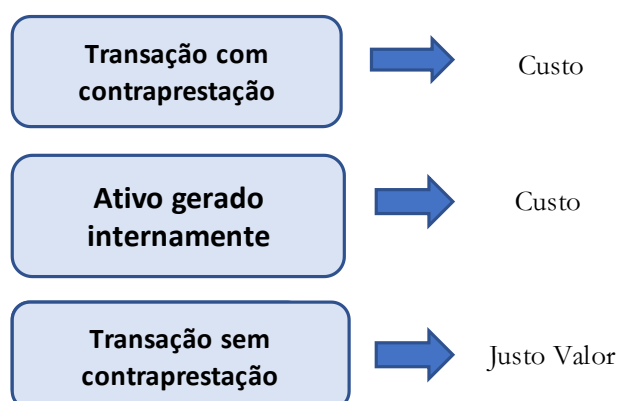 Transação com
contraprestação
Custo
Ativo gerado
internamente
Custo
Transação sem
contraprestação
Justo Valor